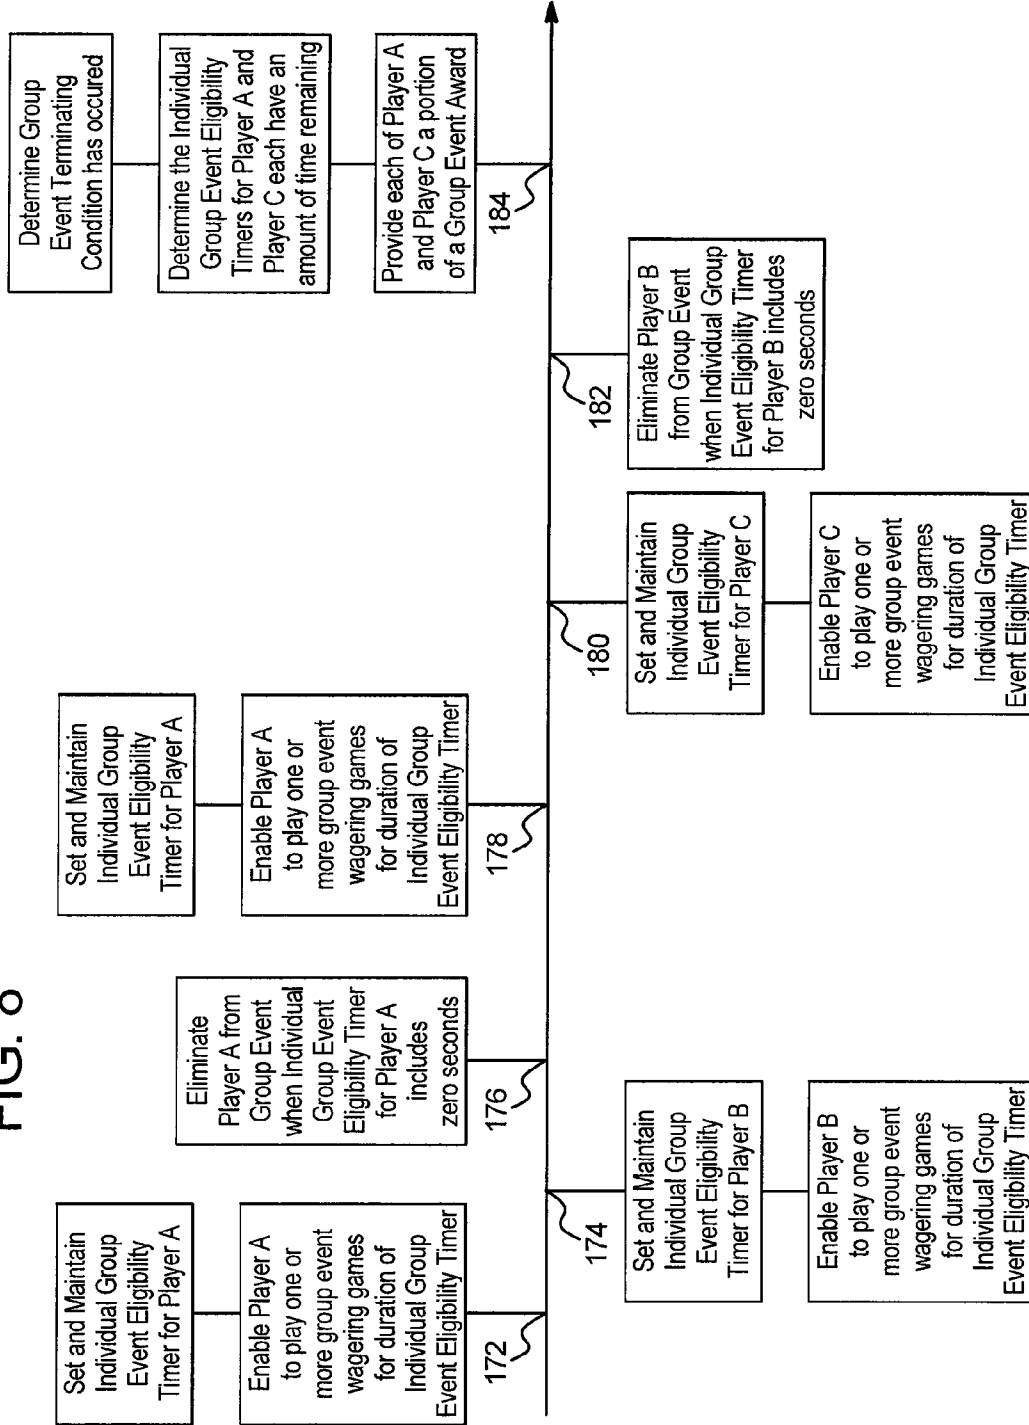 FIG. 8
Set and Maintain
Individual Group
Event Eligibility
Timer for Player A
Enable Player A
to play one or
more group event
wagering games
for duration of
Individual Group
Event Eligibility Timer
172
174
Set and Maintain
Individual Group
Event Eligibility
Timer for Player B
Enable Player B
to play one or
more group event
wagering games
for duration of
Individual Group
Event Eligibility Timer
Eliminate
Player A from
Group Event
when Individual
Group Event
Eligibility Timer
for Player A
includes
zero seconds
176
Set and Maintain
Individual Group
Event Eligibility
Timer for Player A
Enable Player A
to play one or
more group event
wagering games
for duration of
Individual Group
Event Eligibility Timer
178
180
Set and Maintain
Individual Group
Event Eligibility
Timer for Player C
Enable Player C
to play one or
more group event
wagering games
for duration of
Individual Group
Event Eligibility Timer
182
Eliminate Player B
from Group Event
when Individual Group
Event Eligibility Timer
for Player B includes
zero seconds
Determine Group
Event Terminating
Condition has occured
Determine the Individual
Group Event Eligibility
Timers for Player A and
Player C each have an
amount of time remaining
Provide each of Player A
and Player C a portion
of a Group Event Award
184